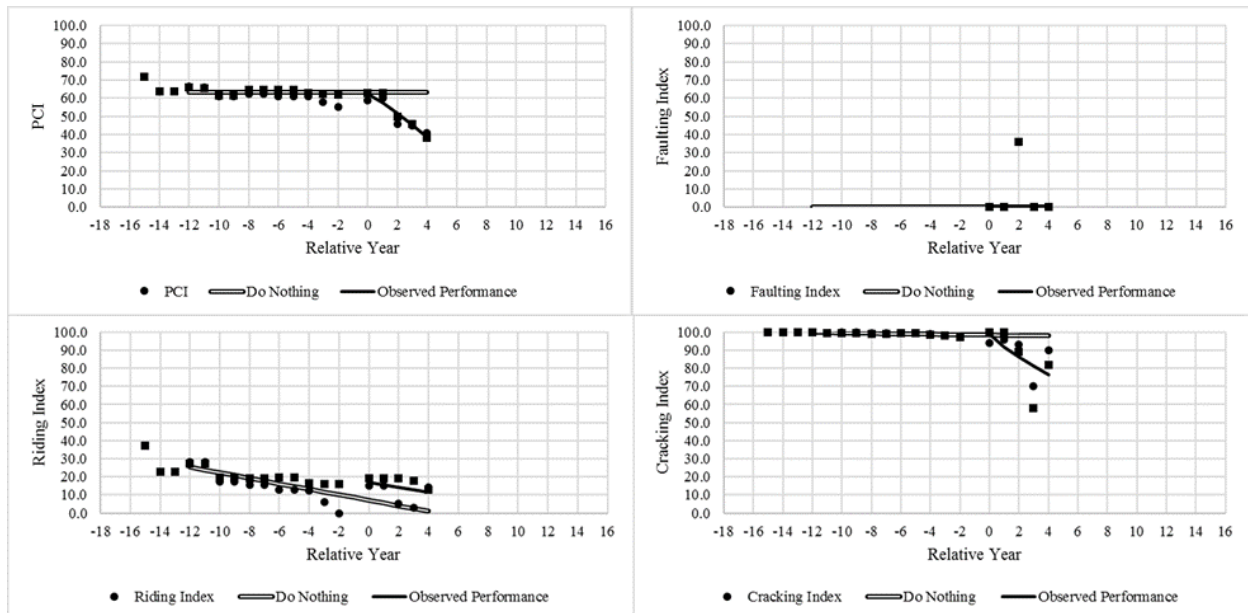 100.0
90.0
80.0
70.0
60.0
50.0
40.0
30.0
20.0
10.0
0.0
PCI
-18 -16 -14 -12 -10 -8 -6 -4 -2 0 2 4 6 8 10 12 14 16
Relative Year
PCI Do Nothing Observed Performance
100.0
90.0
80.0
70.0
60.0
50.0
40.0
30.0
20.0
10.0
0.0
Faulting Index
-18 -16 -14 -12 -10 -8 -6 -4 -2 0 2 4 6 8 10 12 14 16
Relative Year
Faulting Index Do Nothing Observed Performance
100.0
90.0
80.0
70.0
60.0
50.0
40.0
30.0
20.0
10.0
0.0
Riding Index
-18 -16 -14 -12 -10 -8 -6 -4 -2 0 2 4 6 8 10 12 14 16
Relative Year
Riding Index Do Nothing Observed Performance
100.0
90.0
80.0
70.0
60.0
50.0
40.0
30.0
20.0
10.0
0.0
Cracking Index
-18 -16 -14 -12 -10 -8 -6 -4 -2 0 2 4 6 8 10 12 14 16
Relative Year
Cracking Index Do Nothing Observed Performance